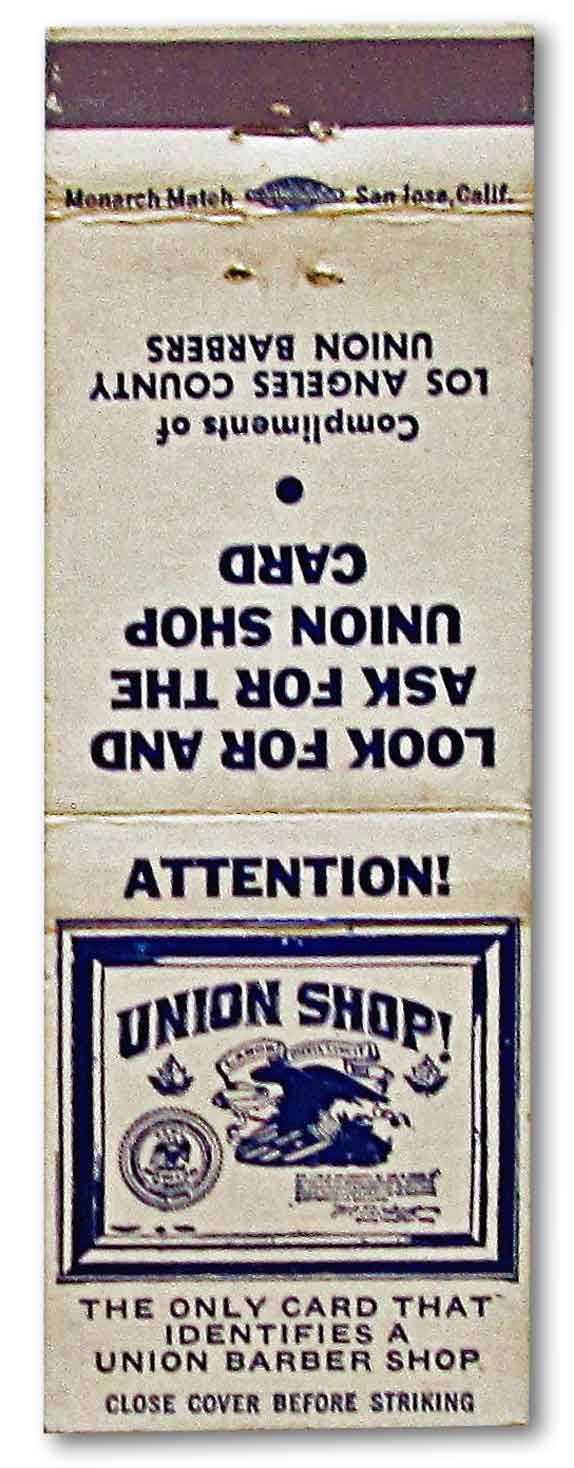 Monarch Match San Jose, Calif.
LOOK FOR AND
ASK FOR THE
UNION SHOP
CARD
Compliments of
LOS ANGELES COUNTY
UNION BARBERS
ATTENTION!
UNION SHOP!
THE ONLY CARD THAT
IDENTIFIES A
UNION BARBER SHOP
CLOSE COVER BEFORE STRIKING